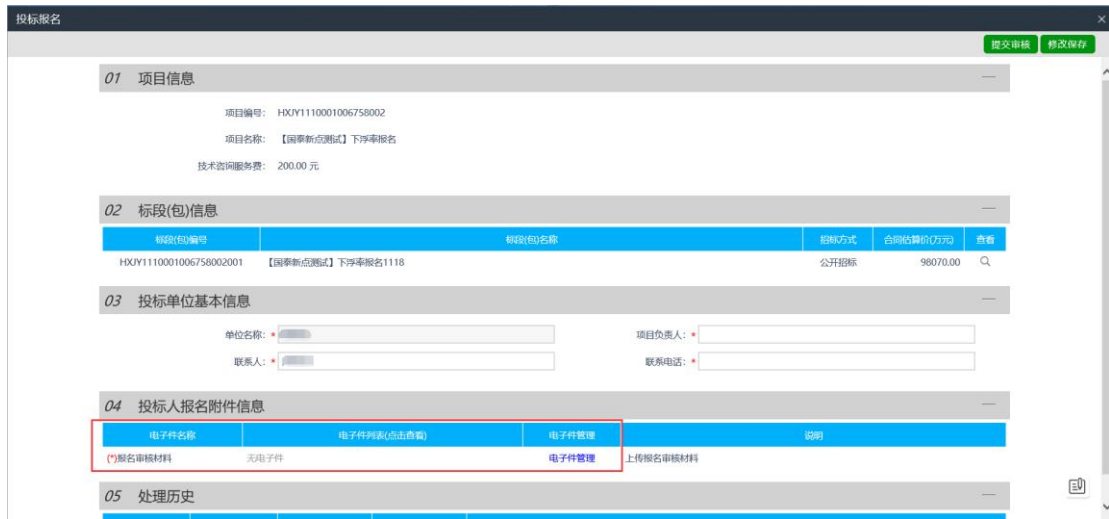 投标报名
提交审核 修改保存
01 项目信息
项目编号: HXJY1110001006758002
项目名称: 【国泰新点测试】下浮率报名
技术咨询服务费: 200.00 元
02 标段(包)信息
标段(包)编号 标段(包)名称 招标方式 合同估算价(万元) 查看
HXJY1110001006758002001 【国泰新点测试】下浮率报名1118 公开招标 98070.00
03 投标单位基本信息
单位名称: * 项目负责人: *
联系人: * 联系电话: *
04 投标人报名附件信息
电子件名称 电子件列表(点击查看) 电子件管理 说明
(*)报名审核材料 无电子件 电子件管理 上传报名审核材料
05 处理历史